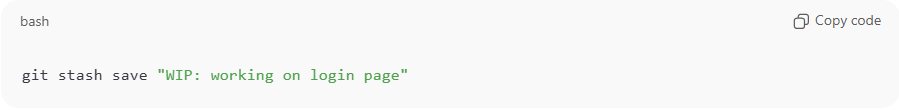 bash
Copy code
git stash save "WIP: working on login page"